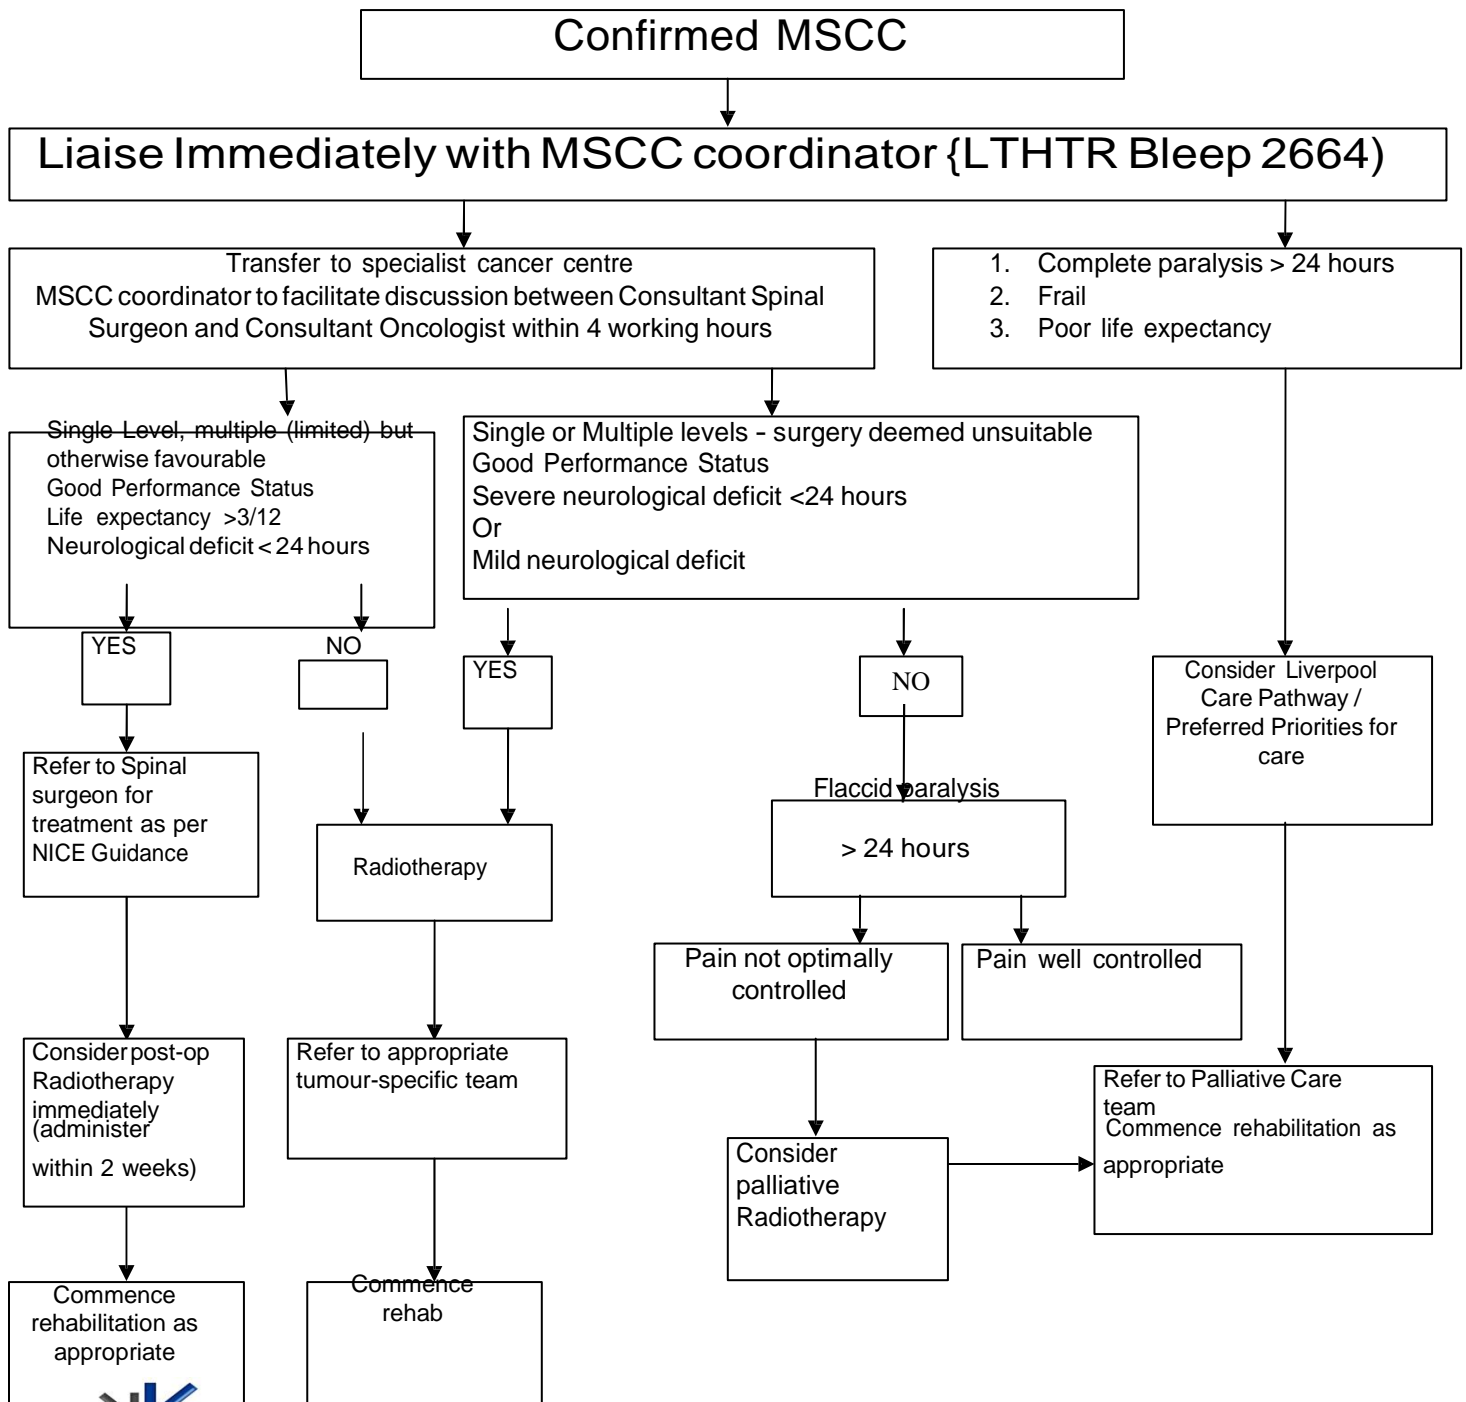 Confirmed MSCC
Liaise Immediately with MSCC coordinator {LTHTR Bleep 2664)
Transfer to specialist cancer centre
MSCC coordinator to facilitate discussion between Consultant Spinal
Surgeon and Consultant Oncologist within 4 working hours
1. Complete paralysis > 24 hours
2. Frail
3. Poor life expectancy
Single Level, multiple (limited) but
otherwise favourable
Good Performance Status
Life expectancy >3/12
Neurological deficit < 24 hours
Single or Multiple levels - surgery deemed unsuitable
Good Performance Status
Severe neurological deficit <24 hours
Or
Mild neurological deficit
YES
NO
YES
NO
Consider Liverpool
Care Pathway /
Preferred Priorities for
care
Refer to Spinal
surgeon for
treatment as per
NICE Guidance
Radiotherapy
Flaccid paralysis
> 24 hours
Pain not optimally
controlled
Pain well controlled
Consider post-op
Radiotherapy
immediately
(administer
within 2 weeks)
Refer to appropriate
tumour-specific team
Consider
palliative
Radiotherapy
Refer to Palliative Care
team
Commence rehabilitation as
appropriate
Commence
rehabilitation as
appropriate
Commence
rehab